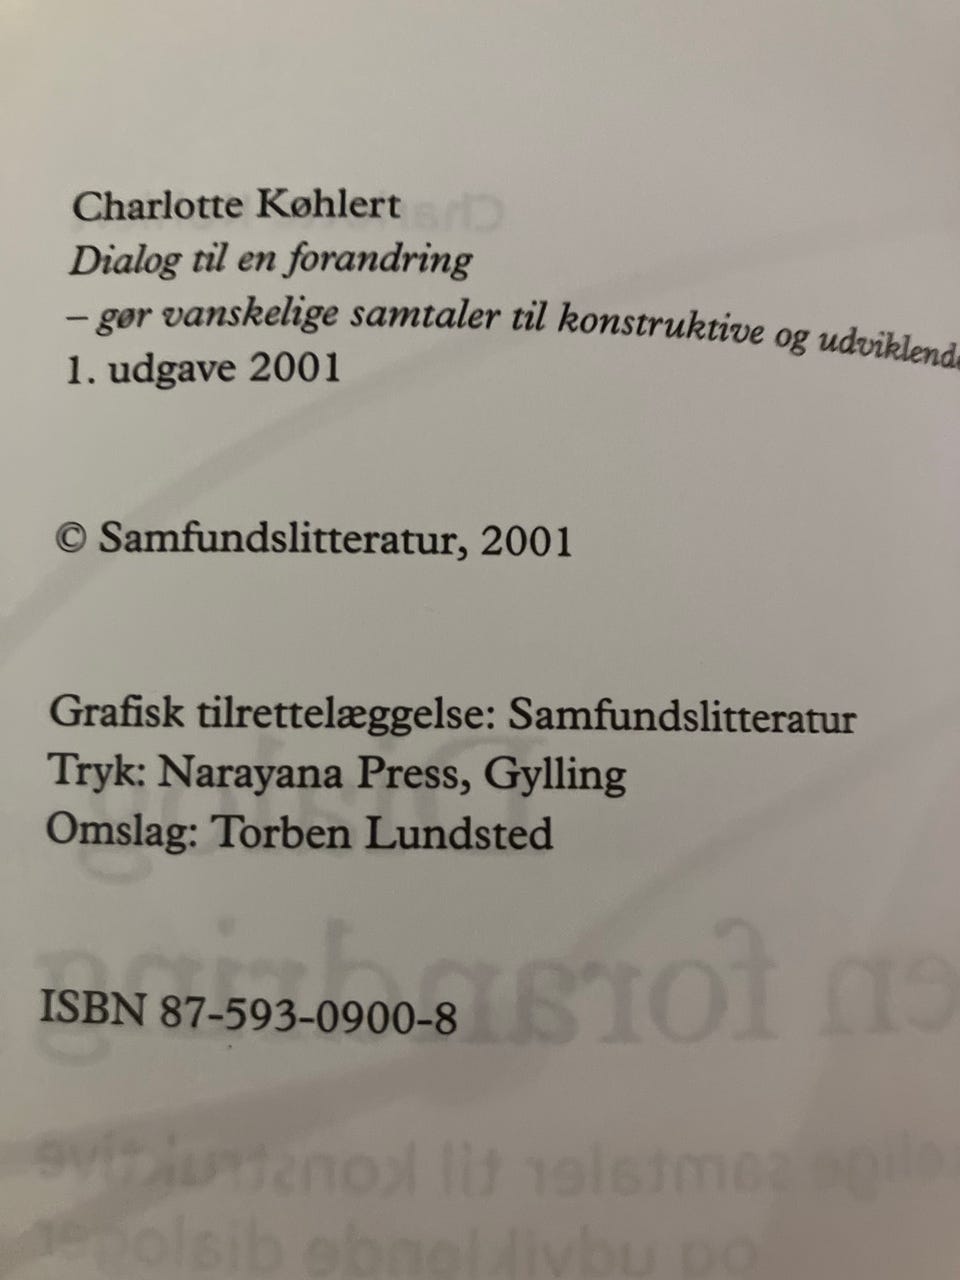 Charlotte Køhlert
Dialog til en forandring
– gør vanskelige samtaler til konstruktive og udviklende
1. udgave 2001
© Samfundslitteratur, 2001
Grafisk tilrettelæggelse: Samfundslitteratur
Tryk: Narayana Press, Gylling
Omslag: Torben Lundsted
ISBN 87-593-0900-8